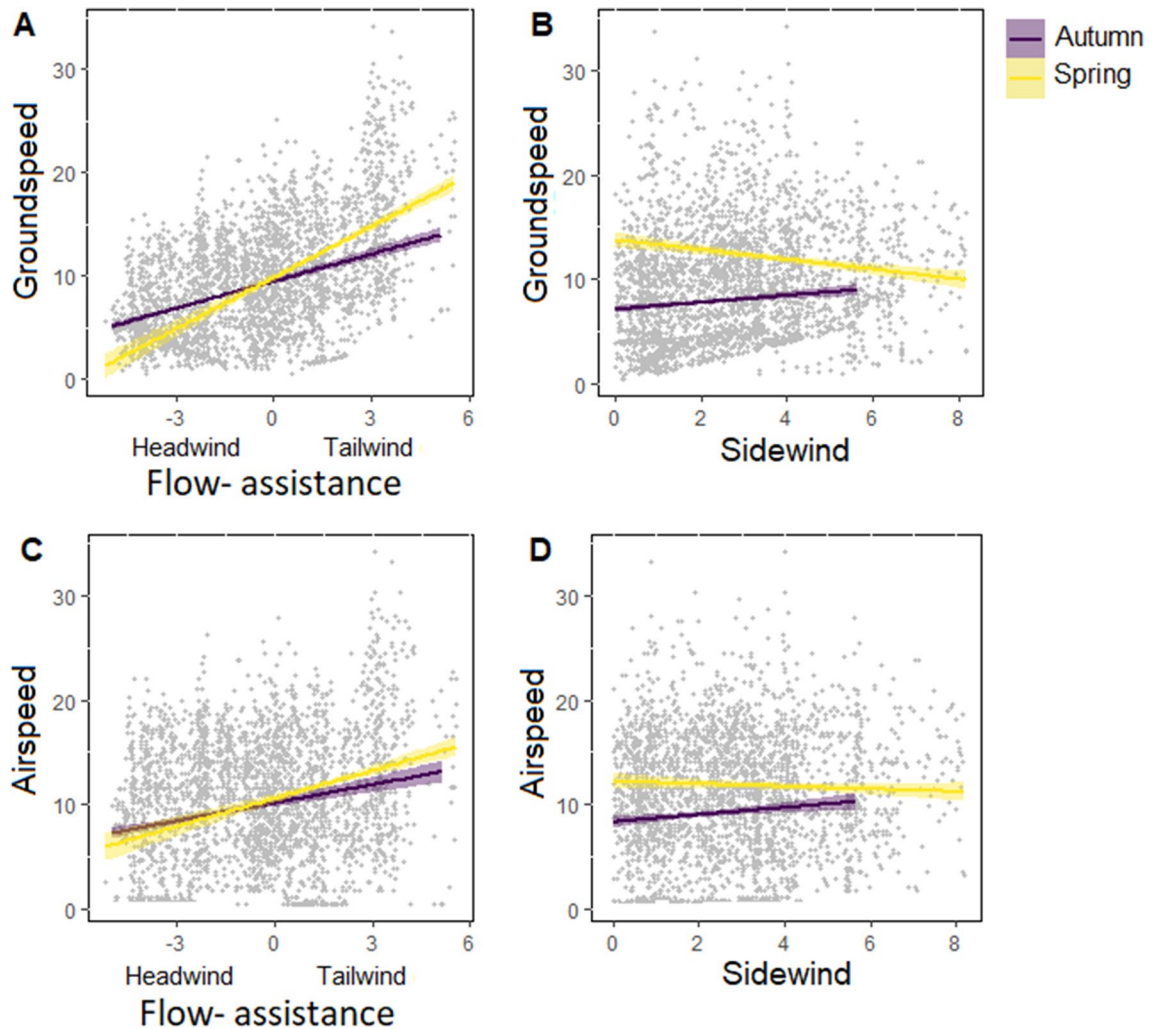 A
Groundspeed
30
20
10
0
-3 0 3 6
Headwind Tailwind
Flow- assistance
B
Groundspeed
30
20
10
0
0 2 4 6 8
Sidewind
Autumn
Spring
C
Airspeed
30
20
10
0
-3 0 3 6
Headwind Tailwind
Flow- assistance
D
Airspeed
30
20
10
0
0 2 4 6 8
Sidewind